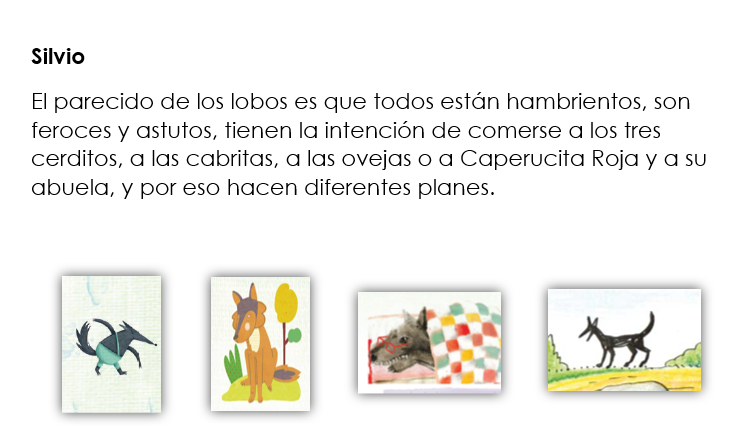 Silvio
El parecido de los lobos es que todos están hambrientos, son
feroces y astutos, tienen la intención de comerse a los tres
cerditos, a las cabritas, a las ovejas o a Caperucita Roja y a su
abuela, y por eso hacen diferentes planes.